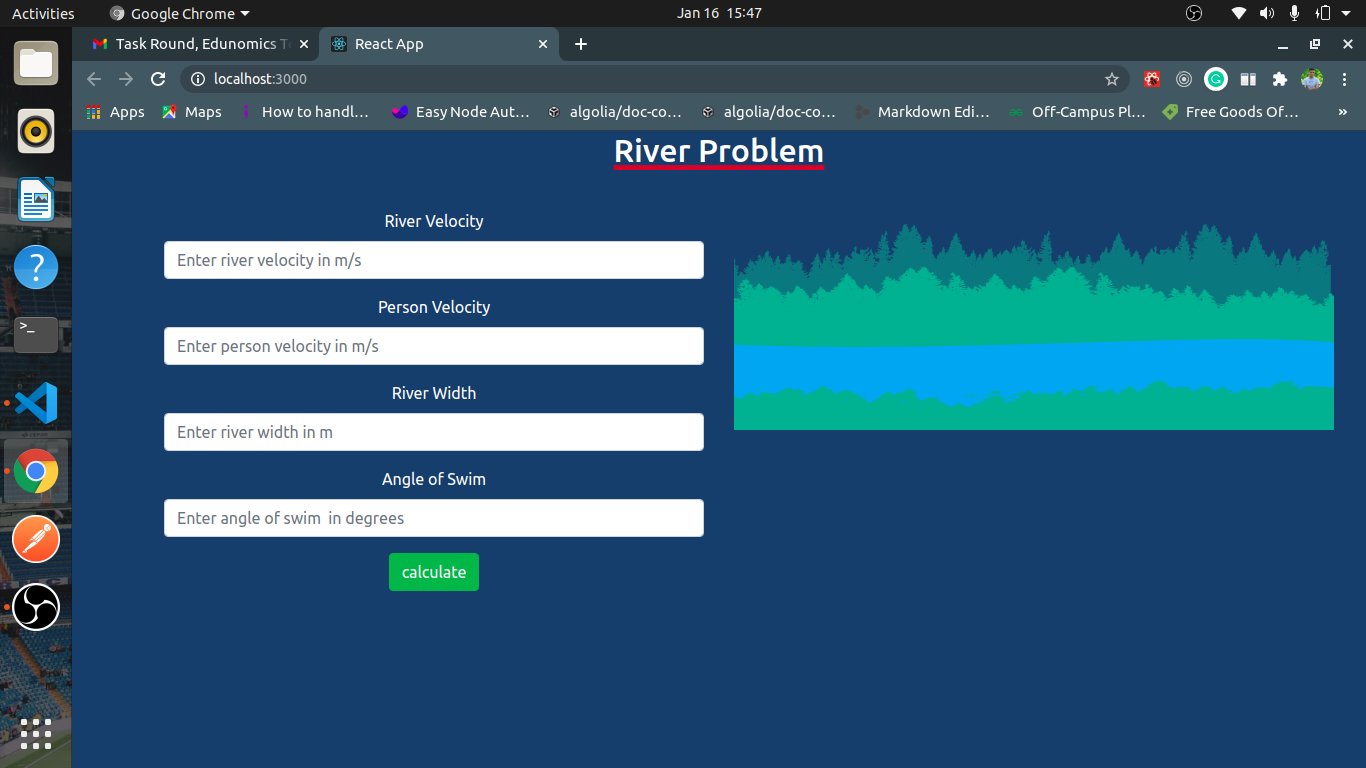 Activities
Google Chrome
Jan 16 15:47
Task Round, Edunomics T
React App
localhost:3000
Apps
Maps
How to handl...
Easy Node Aut...
algolia/doc-co...
algolia/doc-co...
Markdown Edi...
Off-Campus Pl...
Free Goods Of...
»
River Problem
River Velocity
Enter river velocity in m/s
Person Velocity
Enter person velocity in m/s
River Width
Enter river width in m
Angle of Swim
Enter angle of swim  in degrees
calculate